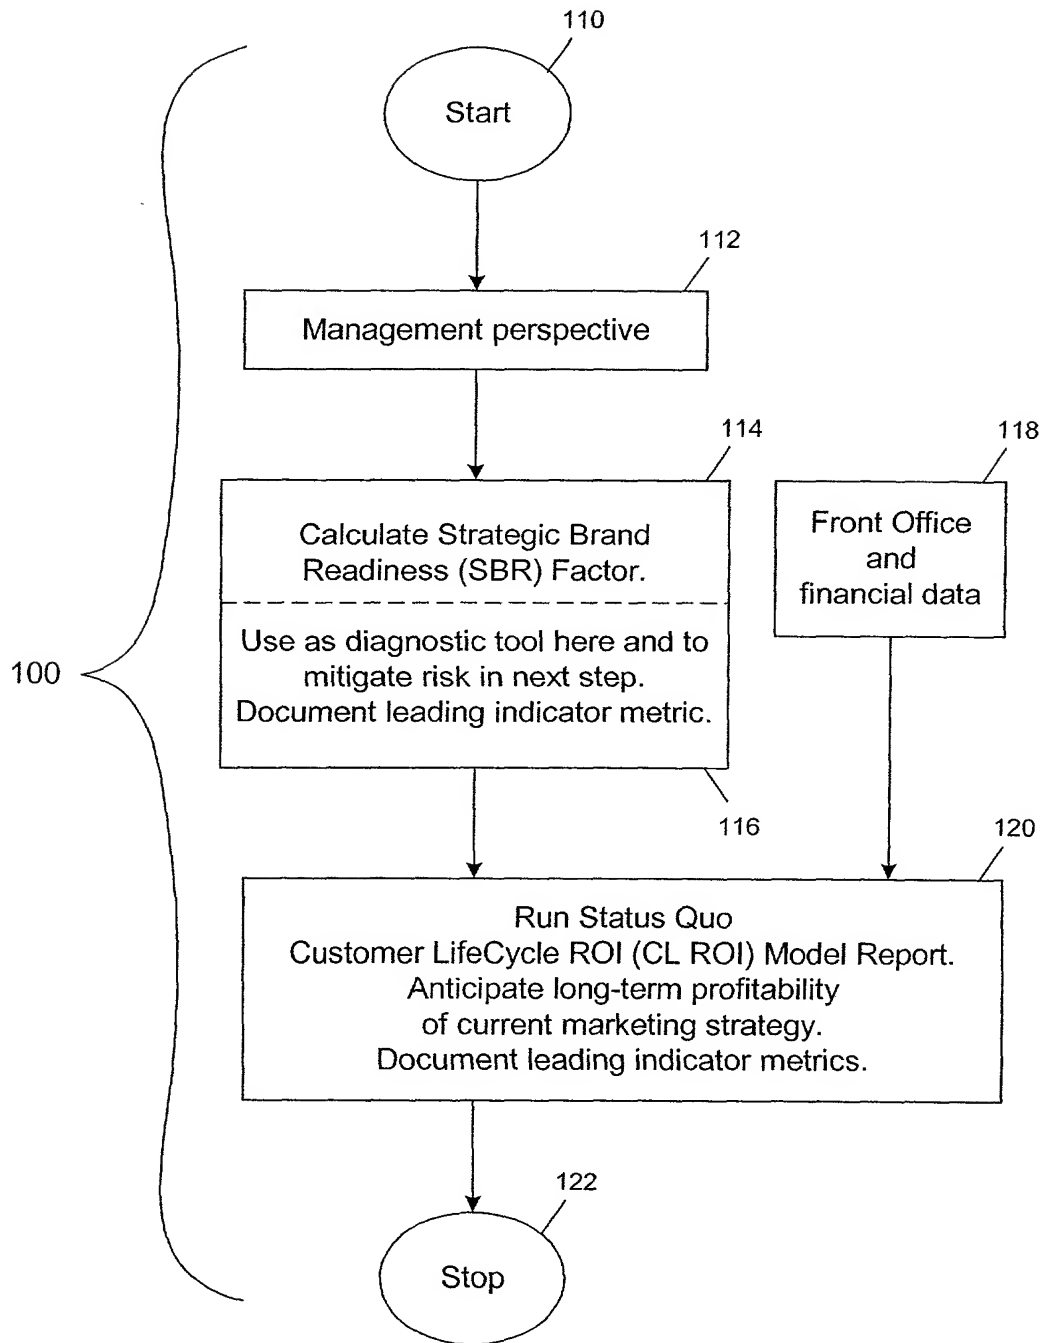 110
Start
112
Management perspective
114
118
Calculate Strategic Brand
Readiness (SBR) Factor.
Front Office
and
financial data
Use as diagnostic tool here and to
mitigate risk in next step.
Document leading indicator metric.
100
116
120
Run Status Quo
Customer LifeCycle ROI (CL ROI) Model Report.
Anticipate long-term profitability
of current marketing strategy.
Document leading indicator metrics.
122
Stop